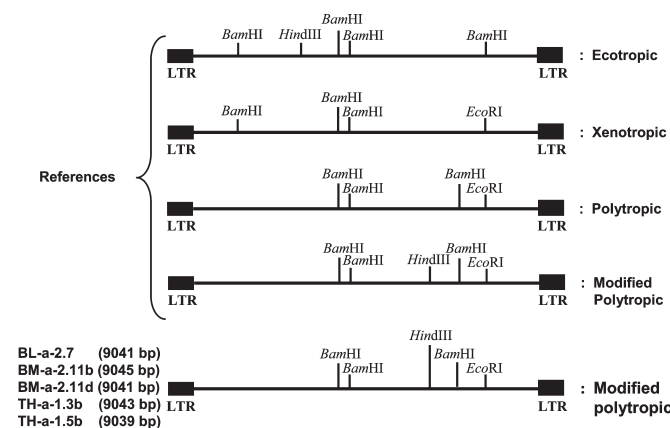 BamHI
BamHI HindIII BamHI BamHI
LTR LTR : Ecotropic
BamHI
BamHI BamHI EcoRI
LTR LTR : Xenotropic
References
BamHI BamHI
BamHI EcoRI
LTR LTR : Polytropic
BamHI BamHI
BamHI HindIII EcoRI
LTR LTR : Modified
Polytropic
HindIII
BL-a-2.7 (9041 bp) BamHI BamHI
BM-a-2.11b (9045 bp) BamHI EcoRI
BM-a-2.11d (9041 bp) : Modified
TH-a-1.3b (9043 bp) LTR LTR polytropic
TH-a-1.5b (9039 bp)